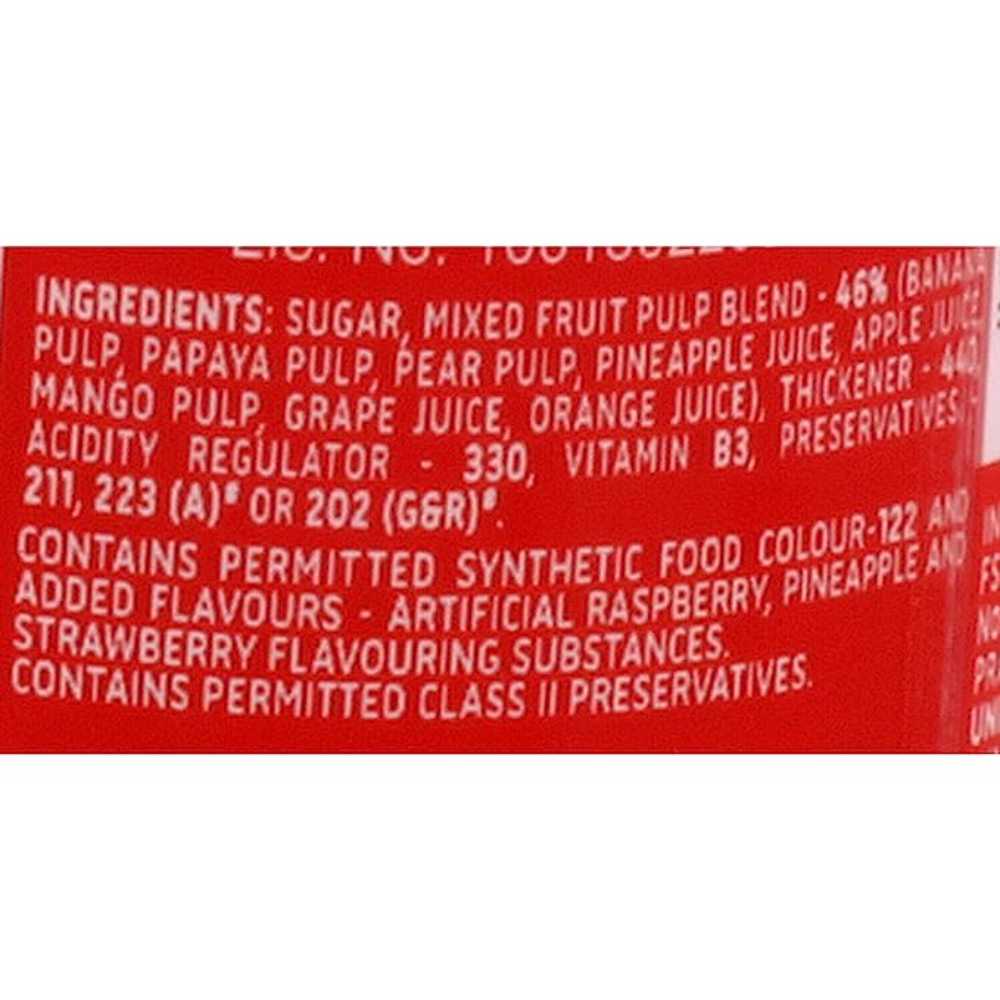 INGREDIENTS: SUGAR, MIXED FRUIT PULP BLEND - 46% (BANANA
PULP, PAPAYA PULP, PEAR PULP, PINEAPPLE JUICE, APPLE JUICE
MANGO PULP, GRAPE JUICE, ORANGE JUICE), THICKENER - 440,
ACIDITY REGULATOR - 330, VITAMIN B3, PRESERVATIVES -
211, 223 (A)# OR 202 (G&R)#.
CONTAINS PERMITTED SYNTHETIC FOOD COLOUR-122 AND
ADDED FLAVOURS - ARTIFICIAL RASPBERRY, PINEAPPLE AND
STRAWBERRY FLAVOURING SUBSTANCES.
CONTAINS PERMITTED CLASS II PRESERVATIVES.